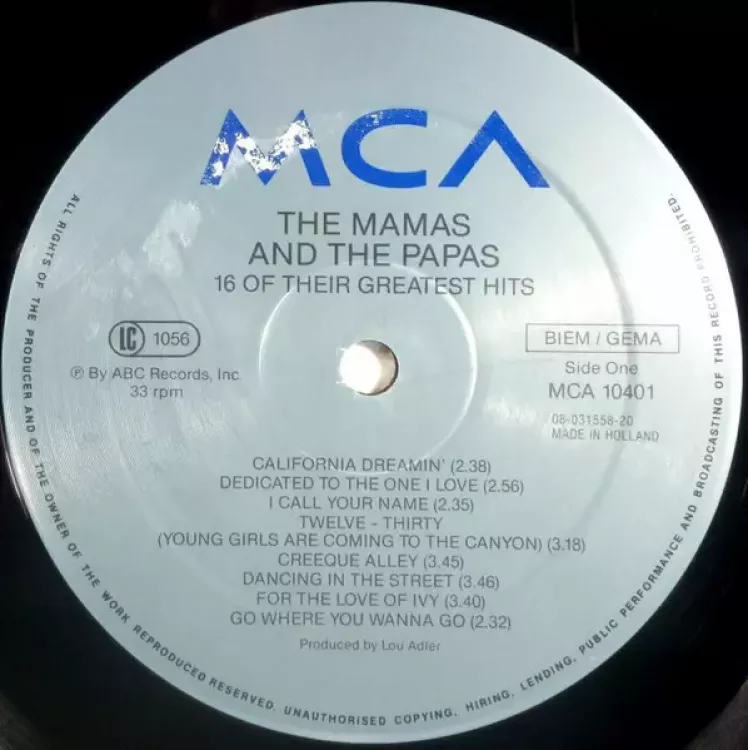 MCA
THE MAMAS
AND THE PAPAS
16 OF THEIR GREATEST HITS
LC 1056
℗ By ABC Records, Inc.
33 rpm
BIEM / GEMA
Side One
MCA 10401
08-031558-20
MADE IN HOLLAND
CALIFORNIA DREAMIN' (2.38)
DEDICATED TO THE ONE I LOVE (2.56)
I CALL YOUR NAME (2.35)
TWELVE - THIRTY
(YOUNG GIRLS ARE COMING TO THE CANYON) (3.18)
CREEQUE ALLEY (3.45)
DANCING IN THE STREET (3.46)
FOR THE LOVE OF IVY (3.40)
GO WHERE YOU WANNA GO (2.32)
Produced by Lou Adler
ALL RIGHTS OF THE PRODUCER AND OF THE OWNER OF THE WORK REPRODUCED RESERVED. UNAUTHORISED COPYING, HIRING, LENDING, PUBLIC PERFORMANCE AND BROADCASTING OF THIS RECORD PROHIBITED.